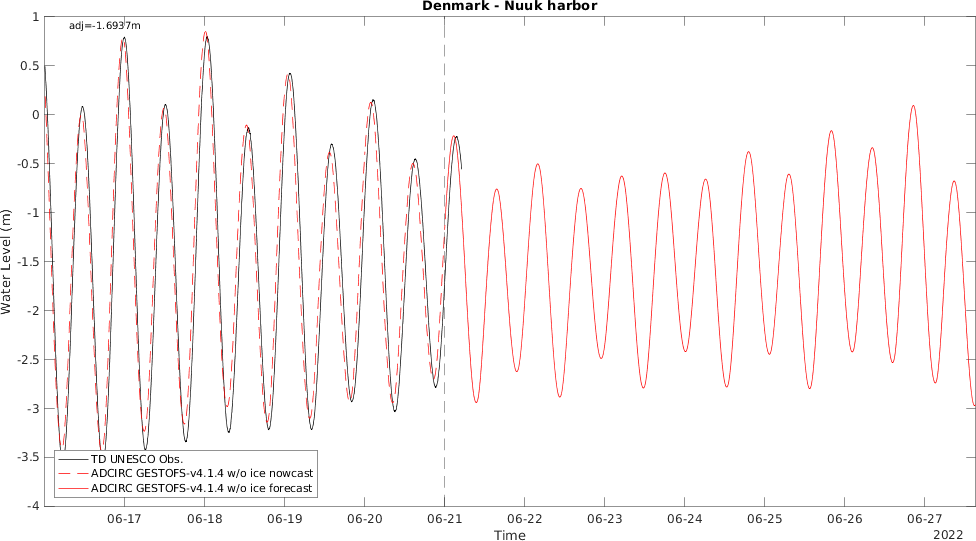 Denmark - Nuuk harbor
adj=-1.6937m
1
0.5
0
-0.5
-1
-1.5
-2
-2.5
-3
-3.5
-4
Water Level (m)
TD UNESCO Obs.
ADCIRC GESTOFS-v4.1.4 w/o ice nowcast
ADCIRC GESTOFS-v4.1.4 w/o ice forecast
06-17 06-18 06-19 06-20 06-21 06-22 06-23 06-24 06-25 06-26 06-27
Time
2022